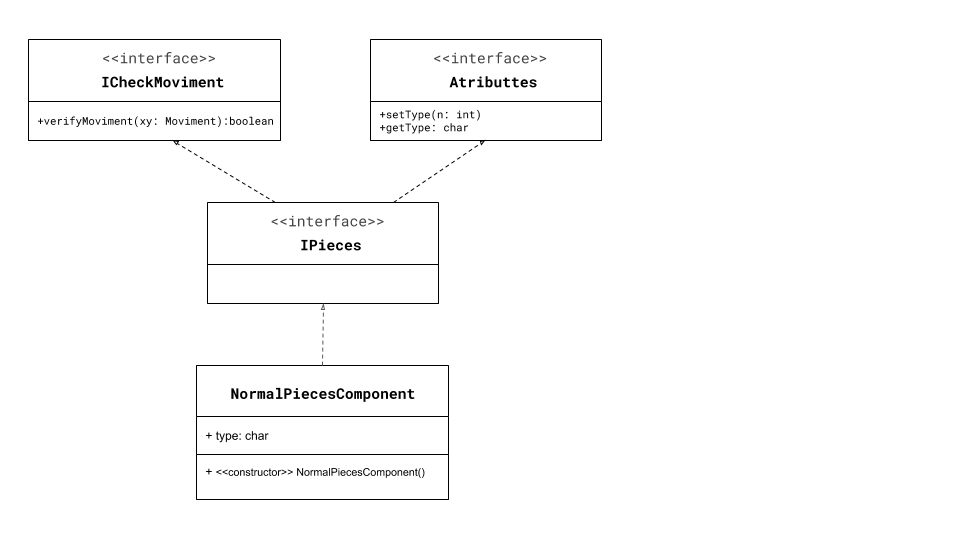 <<interface>>
ICheckMoviment
+verifyMoviment(xy: Moviment):boolean
<<interface>>
Atributtes
+setType(n: int)
+getType: char
<<interface>>
IPieces
NormalPiecesComponent
+ type: char
+ <<constructor>> NormalPiecesComponent()